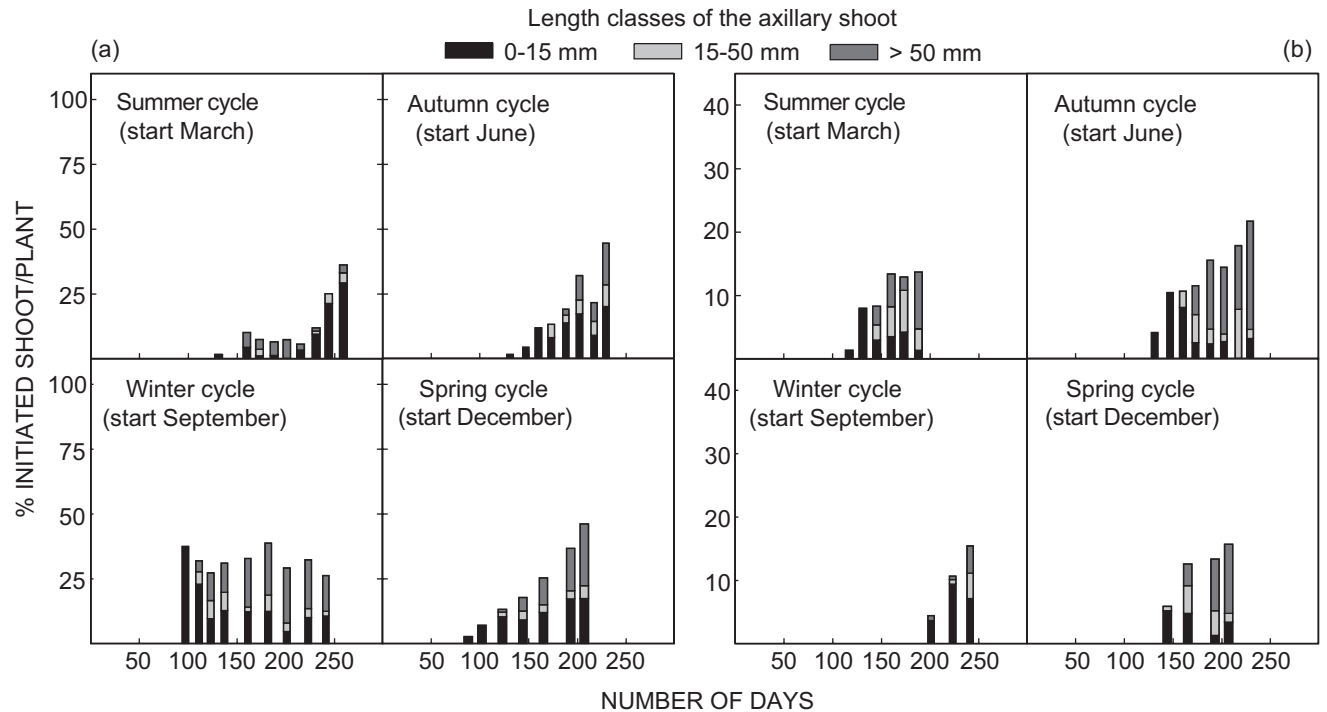 Length classes of the axillary shoot
(a) 0-15 mm 15-50 mm > 50 mm (b)
% INITIATED SHOOT/PLANT
100
75
50
25
Summer cycle
(start March)
Autumn cycle
(start June)
100
75
50
25
Winter cycle
(start September)
Spring cycle
(start December)
50 100 150 200 250
50 100 150 200 250
40
30
20
10
Summer cycle
(start March)
Autumn cycle
(start June)
40
30
20
10
Winter cycle
(start September)
Spring cycle
(start December)
50 100 150 200 250
50 100 150 200 250
NUMBER OF DAYS